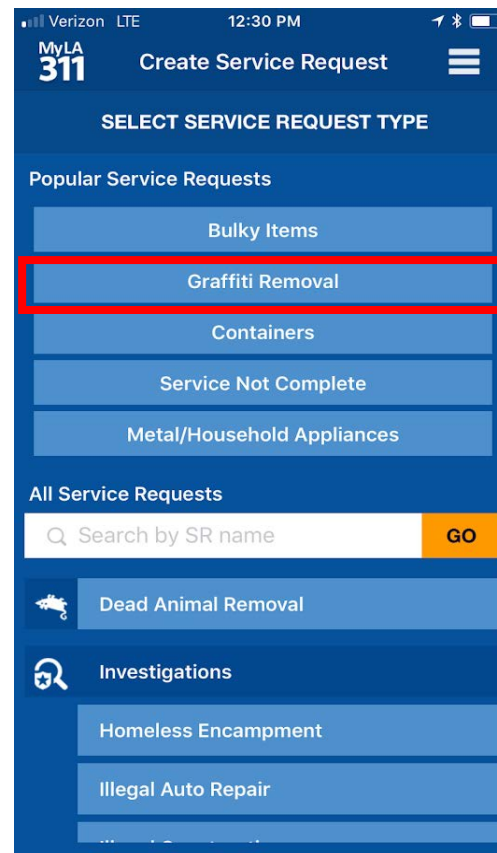 Verizon LTE 12:30 PM
MyLA
311 Create Service Request
SELECT SERVICE REQUEST TYPE
Popular Service Requests
Bulky Items
Graffiti Removal
Containers
Service Not Complete
Metal/Household Appliances
All Service Requests
Search by SR name GO
Dead Animal Removal
Investigations
Homeless Encampment
Illegal Auto Repair